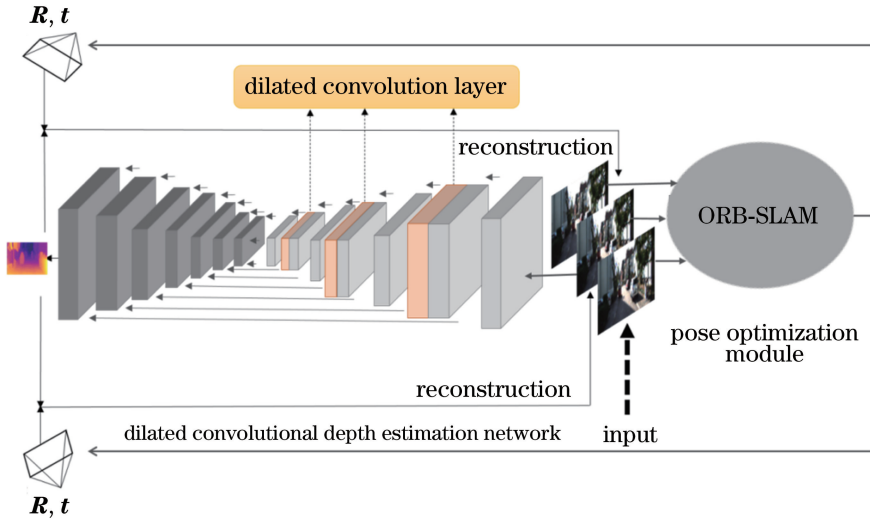 R, t
dilated convolution layer
reconstruction
ORB-SLAM
pose optimization
module
reconstruction
dilated convolutional depth estimation network
input
R, t